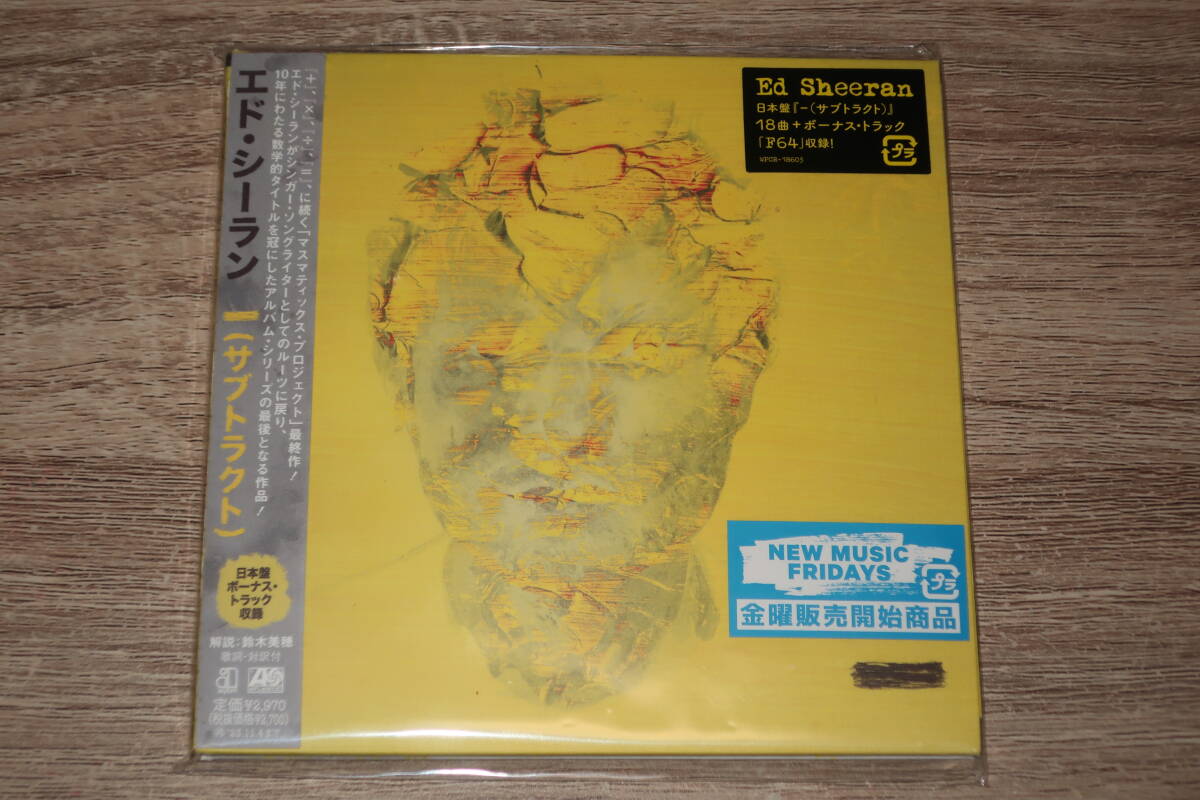 「+」、「×」、「÷」、「=」、に続く「マスマティックス・プロジェクト」最終作!
エド・シーランがシンガー・ソングライターとしてのルーツに戻り、
10年にわたる数学的タイトルを冠にしたアルバム・シリーズの最後となる作品!
エド・シーラン
-(サブトラクト)
日本盤
ボーナス・
トラック
収録
解説:鈴木美穂
歌詞・対訳付
定価¥2,970
(税抜価格¥2,700)
Ed Sheeran
日本盤『-(サブトラクト)』
18曲+ボーナス・トラック
「F64」収録!
プラ
WPCR-18603
NEW MUSIC
FRIDAYS
プラ
金曜販売開始商品